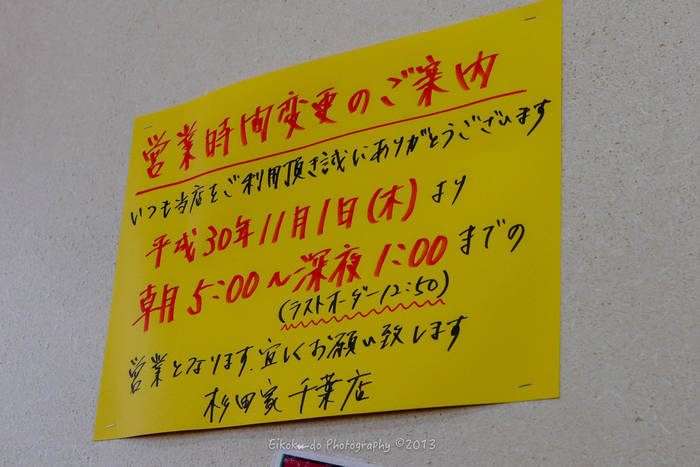 営業時間変更のご案内
いつも当店をご利用頂き誠にありがとうございます
平成30年11月1日(木)より
朝5:00～深夜1:00までの
(ラストオーダー12:50)
営業となります.宜しくお願い致します
杉田家千葉店
Eikoku-do Photography ©2013